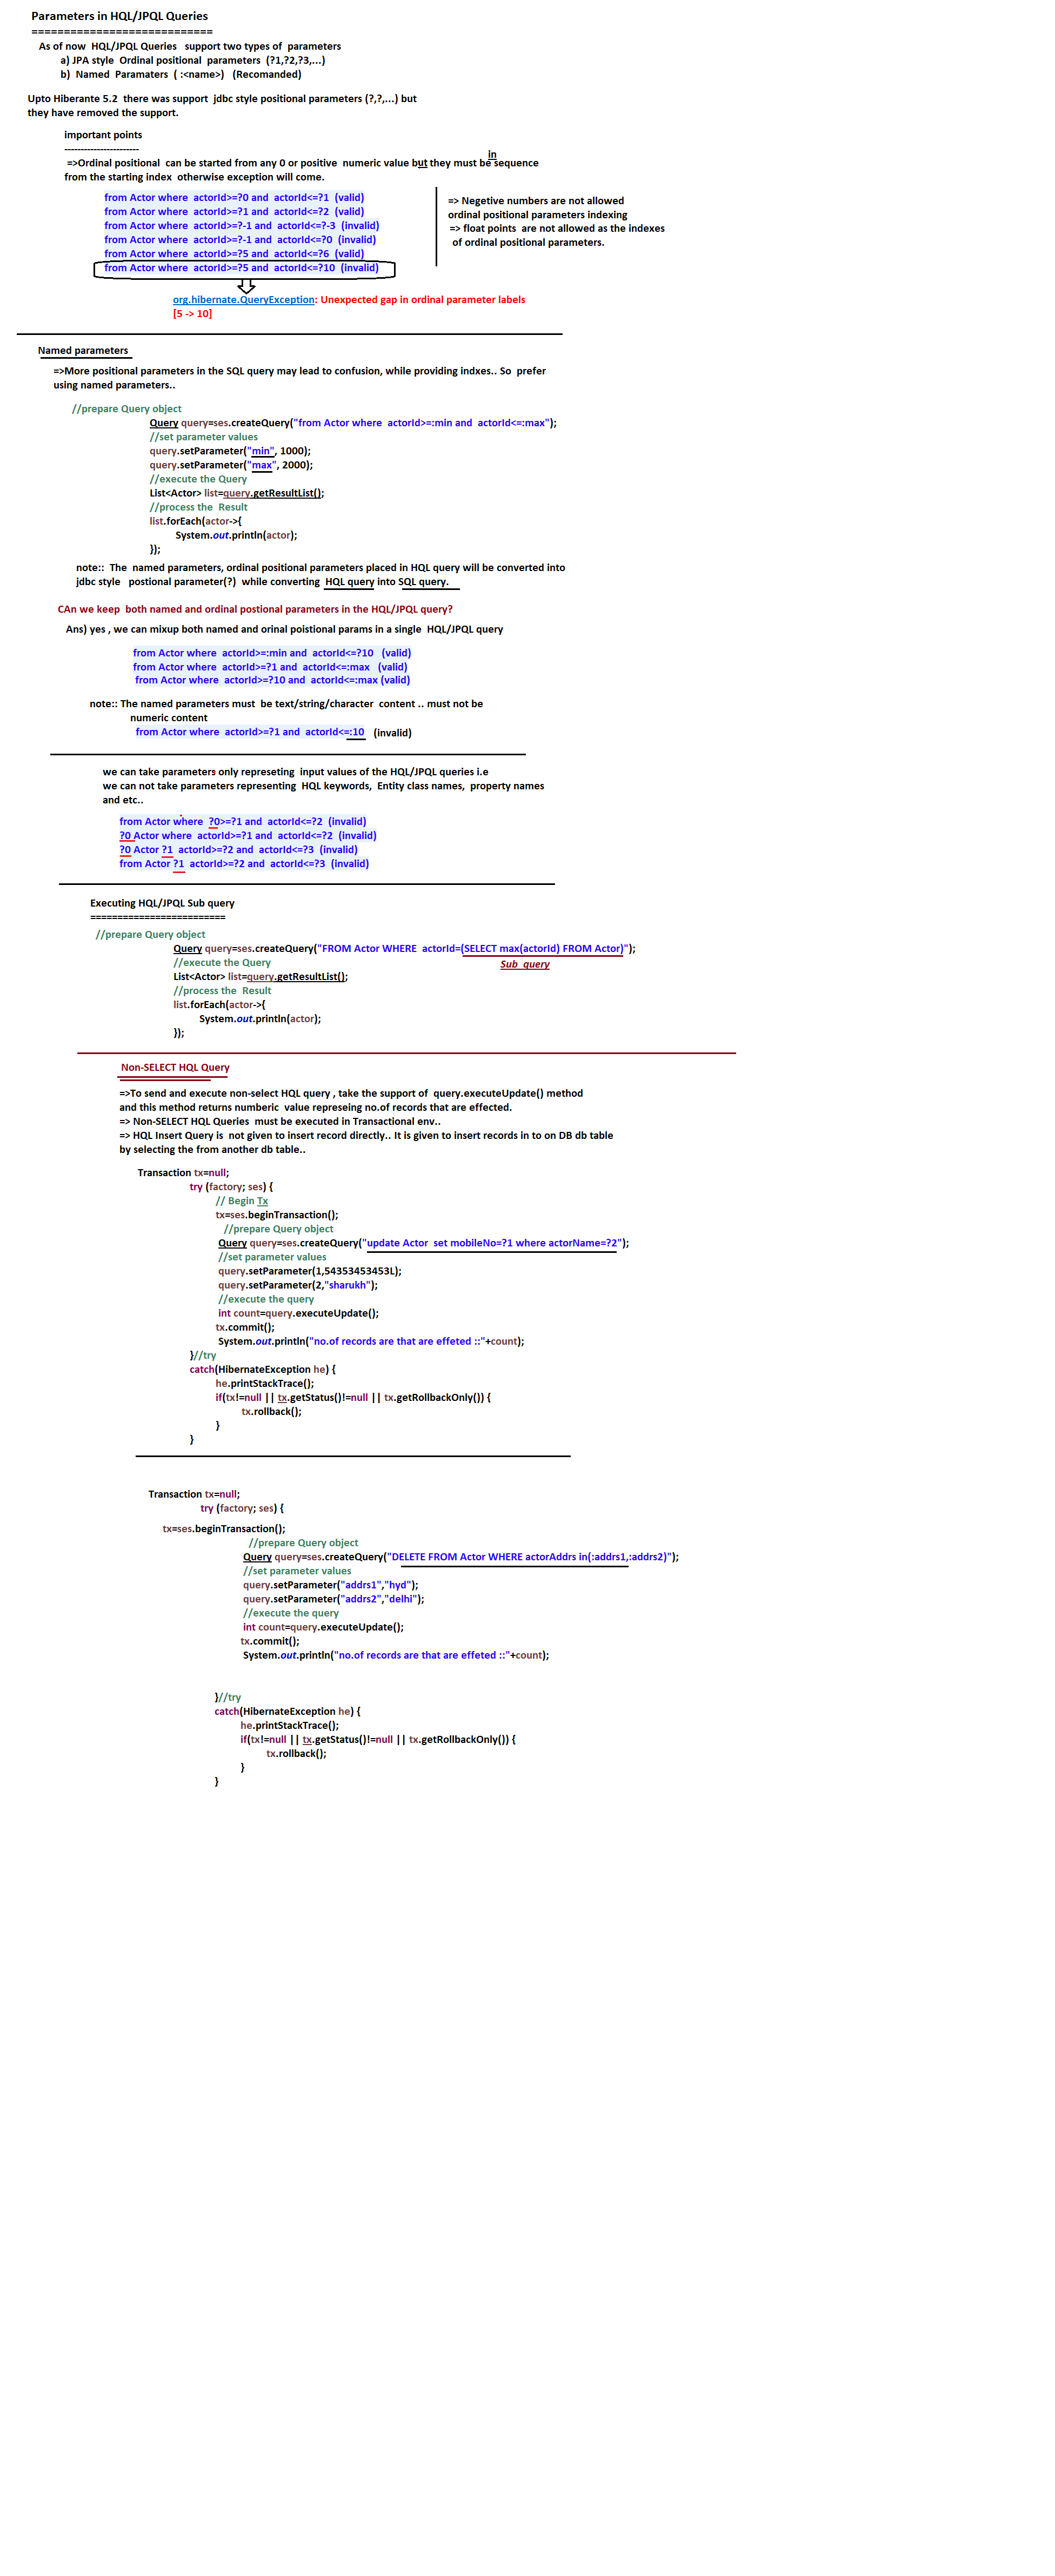 Parameters in HQL/JPQL Queries
============================
As of now HQL/JPQL Queries support two types of parameters
a) JPA style Ordinal positional parameters (?1,?2,?3,...)
b) Named Paramaters ( :<name>) (Recomanded)
Upto Hiberante 5.2 there was support jdbc style positional parameters (?,?,...) but
they have removed the support.
important points
-----------------------
in
=>Ordinal positional can be started from any 0 or positive numeric value but they must be sequence
from the starting index otherwise exception will come.
from Actor where actorId>=?0 and actorId<=?1 (valid)
from Actor where actorId>=?1 and actorId<=?2 (valid)
from Actor where actorId>=?-1 and actorId<=?-3 (invalid)
from Actor where actorId>=?-1 and actorId<=?0 (invalid)
from Actor where actorId>=?5 and actorId<=?6 (valid)
from Actor where actorId>=?5 and actorId<=?10 (invalid)
=> Negetive numbers are not allowed
ordinal positional parameters indexing
=> float points are not allowed as the indexes
of ordinal positional parameters.
org.hibernate.QueryException: Unexpected gap in ordinal parameter labels
[5 -> 10]
Named parameters
=>More positional parameters in the SQL query may lead to confusion, while providing indxes.. So prefer
using named parameters..
//prepare Query object
Query query=ses.createQuery("from Actor where actorId>=:min and actorId<=:max");
//set parameter values
query.setParameter("min", 1000);
query.setParameter("max", 2000);
//execute the Query
List<Actor> list=query.getResultList();
//process the Result
list.forEach(actor->{
System.out.println(actor);
});
note:: The named parameters, ordinal positional parameters placed in HQL query will be converted into
jdbc style postional parameter(?) while converting HQL query into SQL query.
CAn we keep both named and ordinal postional parameters in the HQL/JPQL query?
Ans) yes , we can mixup both named and orinal poistional params in a single HQL/JPQL query
from Actor where actorId>=:min and actorId<=?10 (valid)
from Actor where actorId>=?1 and actorId<=:max (valid)
from Actor where actorId>=?10 and actorId<=:max (valid)
note:: The named parameters must be text/string/character content .. must not be
numeric content
from Actor where actorId>=?1 and actorId<=:10 (invalid)
we can take parameters only represeting input values of the HQL/JPQL queries i.e
we can not take parameters representing HQL keywords, Entity class names, property names
and etc..
from Actor where ?0>=?1 and actorId<=?2 (invalid)
?0 Actor where actorId>=?1 and actorId<=?2 (invalid)
?0 Actor ?1 actorId>=?2 and actorId<=?3 (invalid)
from Actor ?1 actorId>=?2 and actorId<=?3 (invalid)
Executing HQL/JPQL Sub query
=========================
//prepare Query object
Query query=ses.createQuery("FROM Actor WHERE actorId=(SELECT max(actorId) FROM Actor)");
//execute the Query
Sub query
List<Actor> list=query.getResultList();
//process the Result
list.forEach(actor->{
System.out.println(actor);
});
Non-SELECT HQL Query
=>To send and execute non-select HQL query , take the support of query.executeUpdate() method
and this method returns numberic value represeing no.of records that are effected.
=> Non-SELECT HQL Queries must be executed in Transactional env..
=> HQL Insert Query is not given to insert record directly.. It is given to insert records in to on DB db table
by selecting the from another db table..
Transaction tx=null;
try (factory; ses) {
// Begin Tx
tx=ses.beginTransaction();
//prepare Query object
Query query=ses.createQuery("update Actor set mobileNo=?1 where actorName=?2");
//set parameter values
query.setParameter(1,54353453453L);
query.setParameter(2,"sharukh");
//execute the query
int count=query.executeUpdate();
tx.commit();
System.out.println("no.of records are that are effeted ::"+count);
}//try
catch(HibernateException he) {
he.printStackTrace();
if(tx!=null || tx.getStatus()!=null || tx.getRollbackOnly()) {
tx.rollback();
}
}
Transaction tx=null;
try (factory; ses) {
tx=ses.beginTransaction();
//prepare Query object
Query query=ses.createQuery("DELETE FROM Actor WHERE actorAddrs in(:addrs1,:addrs2)");
//set parameter values
query.setParameter("addrs1","hyd");
query.setParameter("addrs2","delhi");
//execute the query
int count=query.executeUpdate();
tx.commit();
System.out.println("no.of records are that are effeted ::"+count);
}//try
catch(HibernateException he) {
he.printStackTrace();
if(tx!=null || tx.getStatus()!=null || tx.getRollbackOnly()) {
tx.rollback();
}
}